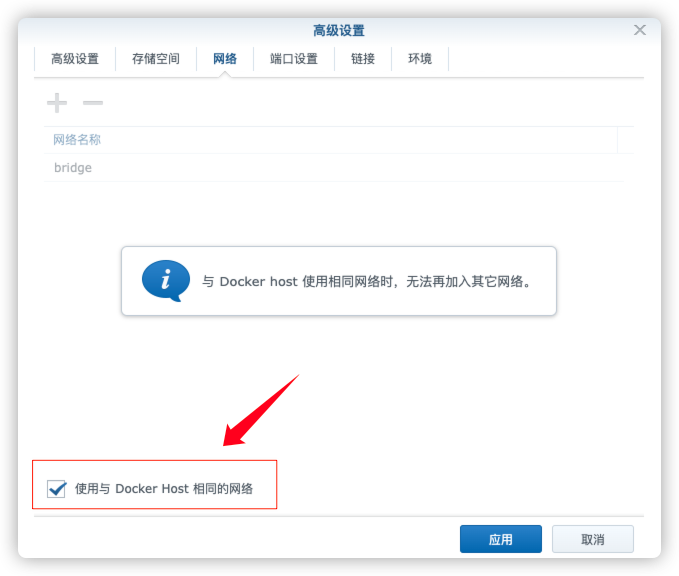 高级设置
高级设置 存储空间 网络 端口设置 链接 环境
网络名称
bridge
与 Docker host 使用相同网络时，无法再加入其它网络。
使用与 Docker Host 相同的网络
应用 取消